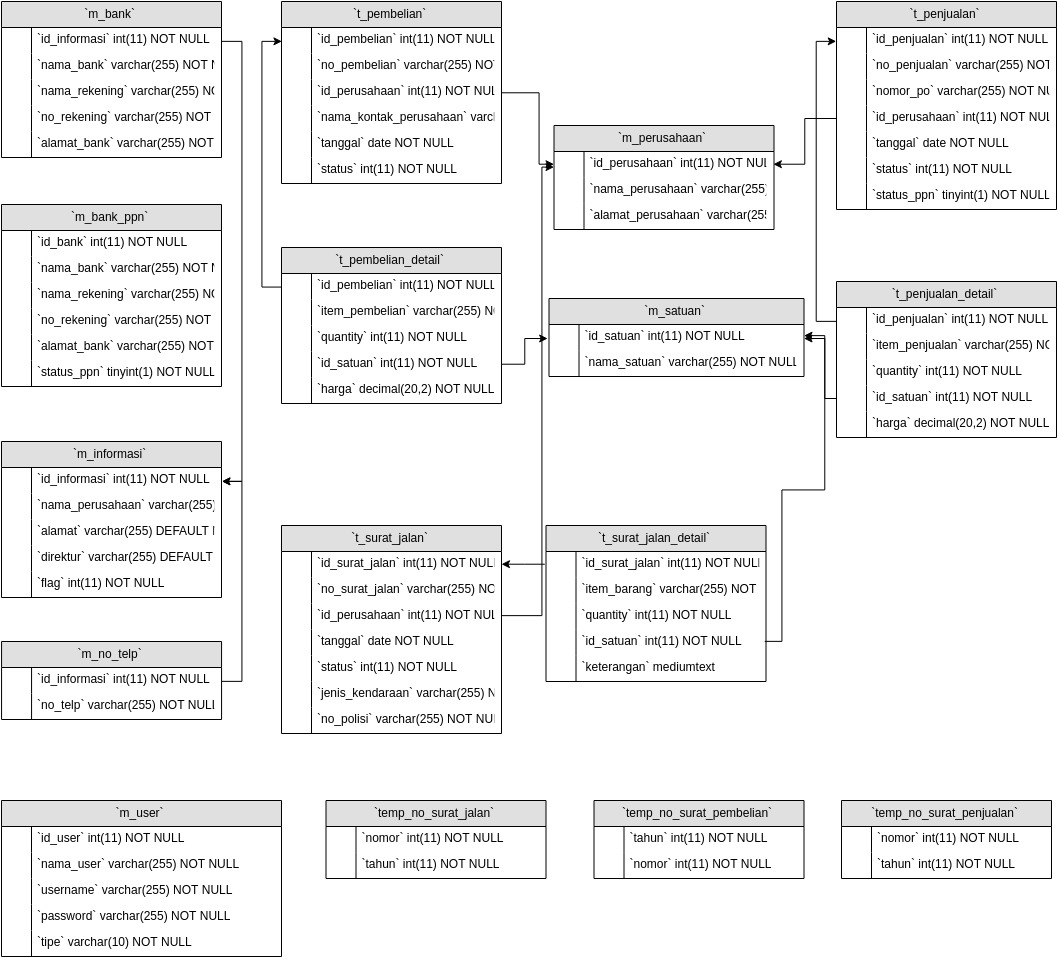 `m_bank`
`id_informasi` int(11) NOT NULL
`nama_bank` varchar(255) NOT
`nama_rekening` varchar(255)
`no_rekening` varchar(255) NOT
`alamat_bank` varchar(255) NOT
`m_bank_ppn`
`id_bank` int(11) NOT NULL
`nama_bank` varchar(255) NOT
`nama_rekening` varchar(255)
`no_rekening` varchar(255) NOT
`alamat_bank` varchar(255) NOT
`status_ppn` tinyint(1) NOT NULL
`m_informasi`
`id_informasi` int(11) NOT NULL
`nama_perusahaan` varchar(255)
`alamat` varchar(255) DEFAULT
`direktur` varchar(255) DEFAULT
`flag` int(11) NOT NULL
`m_no_telp`
`id_informasi` int(11) NOT NULL
`no_telp` varchar(255) NOT NULL
`t_pembelian`
`id_pembelian` int(11) NOT NULL
`no_pembelian` varchar(255) NOT
`id_perusahaan` int(11) NOT NUL
`nama_kontak_perusahaan` varc
`tanggal` date NOT NULL
`status` int(11) NOT NULL
`t_pembelian_detail`
`id_pembelian` int(11) NOT NULL
`item_pembelian` varchar(255) N
`quantity` int(11) NOT NULL
`id_satuan` int(11) NOT NULL
`harga` decimal(20,2) NOT NULL
`t_surat_jalan`
`id_surat_jalan` int(11) NOT NULL
`no_surat_jalan` varchar(255) NO
`id_perusahaan` int(11) NOT NUL
`tanggal` date NOT NULL
`status` int(11) NOT NULL
`jenis_kendaraan` varchar(255) N
`no_polisi` varchar(255) NOT NU
`m_perusahaan`
`id_perusahaan` int(11) NOT NUL
`nama_perusahaan` varchar(255)
`alamat_perusahaan` varchar(255
`m_satuan`
`id_satuan` int(11) NOT NULL
`nama_satuan` varchar(255) NOT NULL
`t_surat_jalan_detail`
`id_surat_jalan` int(11) NOT NULL
`item_barang` varchar(255) NOT
`quantity` int(11) NOT NULL
`id_satuan` int(11) NOT NULL
`keterangan` mediumtext
`t_penjualan`
`id_penjualan` int(11) NOT NULL
`no_penjualan` varchar(255) NOT
`nomor_po` varchar(255) NOT NU
`id_perusahaan` int(11) NOT NUL
`tanggal` date NOT NULL
`status` int(11) NOT NULL
`status_ppn` tinyint(1) NOT NULL
`t_penjualan_detail`
`id_penjualan` int(11) NOT NULL
`item_penjualan` varchar(255) NO
`quantity` int(11) NOT NULL
`id_satuan` int(11) NOT NULL
`harga` decimal(20,2) NOT NULL
`m_user`
`id_user` int(11) NOT NULL
`nama_user` varchar(255) NOT NULL
`username` varchar(255) NOT NULL
`password` varchar(255) NOT NULL
`tipe` varchar(10) NOT NULL
`temp_no_surat_jalan`
`nomor` int(11) NOT NULL
`tahun` int(11) NOT NULL
`temp_no_surat_pembelian`
`tahun` int(11) NOT NULL
`nomor` int(11) NOT NULL
`temp_no_surat_penjualan`
`nomor` int(11) NOT NULL
`tahun` int(11) NOT NULL